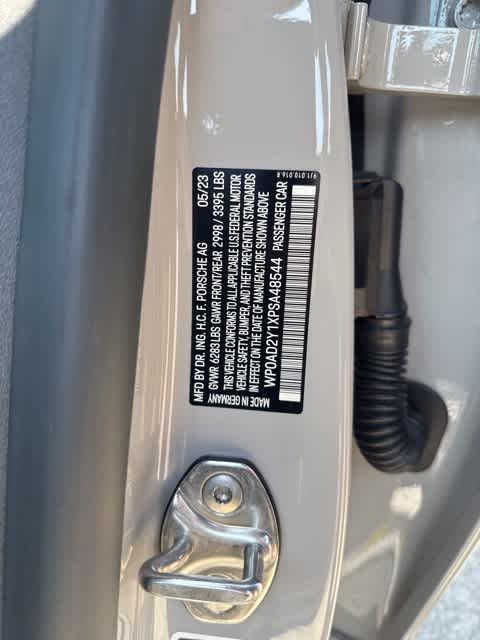 9J1.010.016.R
MFD BY DR. ING. H.C. F. PORSCHE AG 05/23
GVWR 6283 LBS GAWR FRONT/REAR 2998/3395 LBS
THIS VEHICLE CONFORMS TO ALL APPLICABLE U.S. FEDERAL MOTOR
VEHICLE SAFETY, BUMPER, AND THEFT PREVENTION STANDARDS
IN EFFECT ON THE DATE OF MANUFACTURE SHOWN ABOVE
WP0AD2Y1XPSA48544 PASSENGER CAR
MADE IN GERMANY